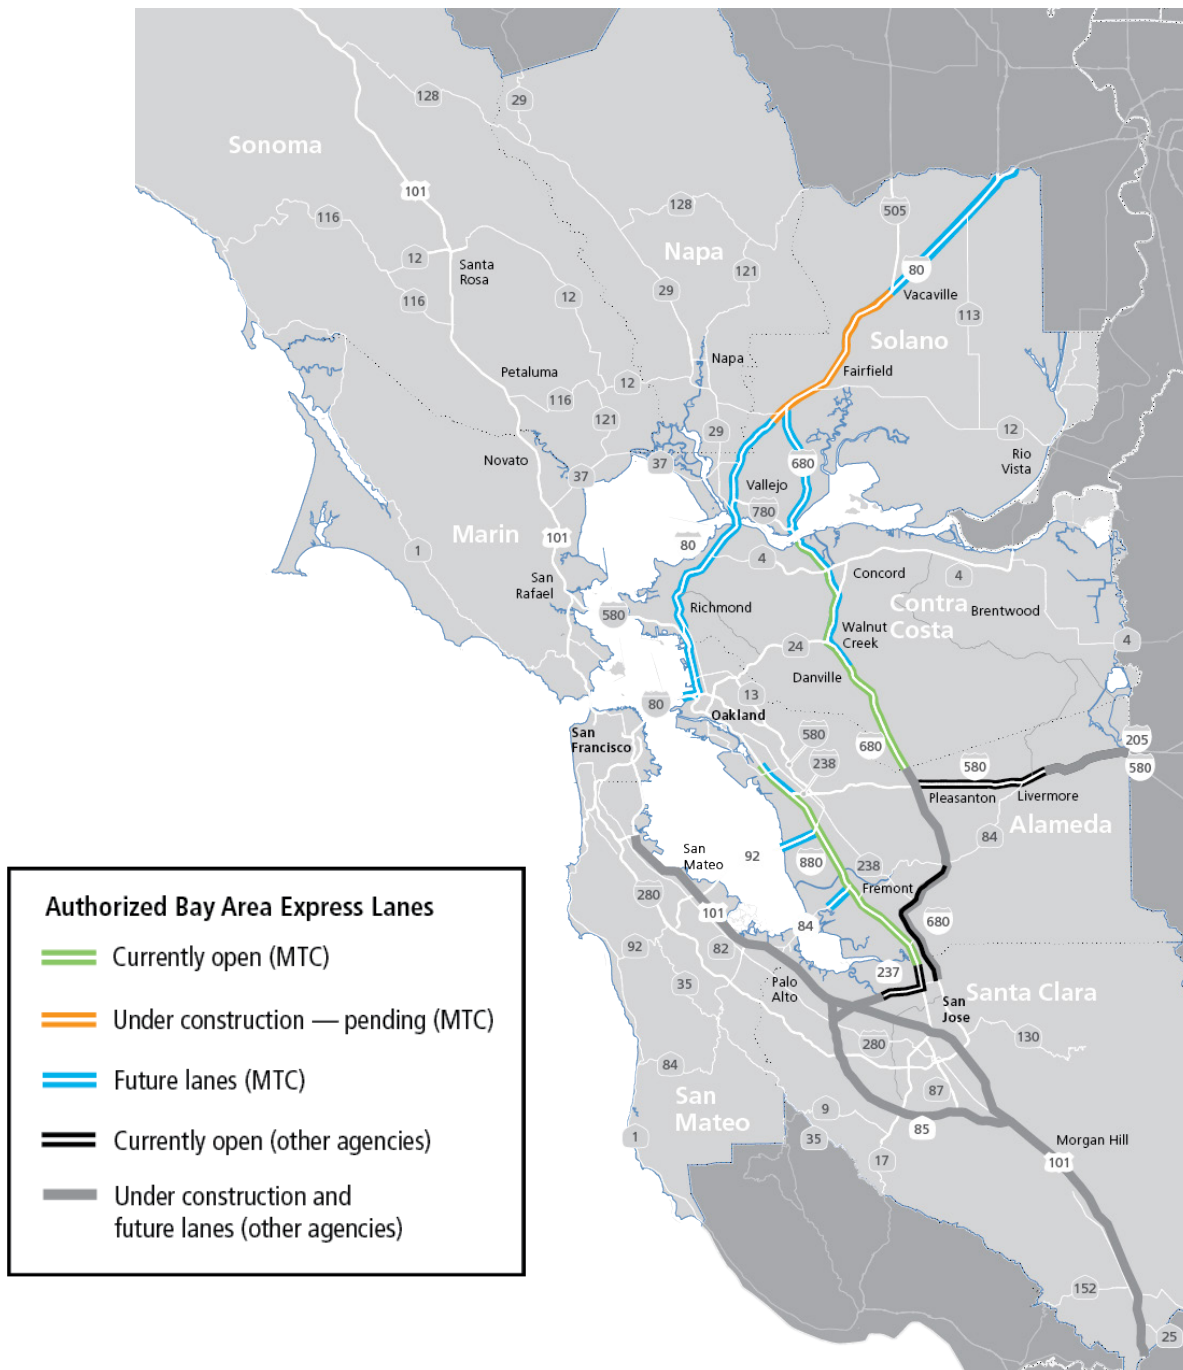 128
29
Sonoma
101
128
505
116
Napa
12
Santa
Rosa
121
80
116
12
29
Vacaville
113
Solano
Napa
Petaluma
Fairfield
12
116
121
29
12
Novato
37
37
680
Rio
Vista
Vallejo
780
Marin
101
1
80
4
Concord
4
San
Rafael
Contra
Costa
Richmond
Brentwood
580
Walnut
Creek
24
4
Danville
13
80
Oakland
San
Francisco
580
680
205
238
580
580
Pleasanton
Livermore
Alameda
84
San
Mateo
92
880
238
280
Fremont
101
84
680
92
82
35
237
Palo
Alto
Santa Clara
San
Jose
130
280
84
87
San
Mateo
9
85
1
35
17
Morgan Hill
101
152
25
Authorized Bay Area Express Lanes
Currently open (MTC)
Under construction — pending (MTC)
Future lanes (MTC)
Currently open (other agencies)
Under construction and
future lanes (other agencies)